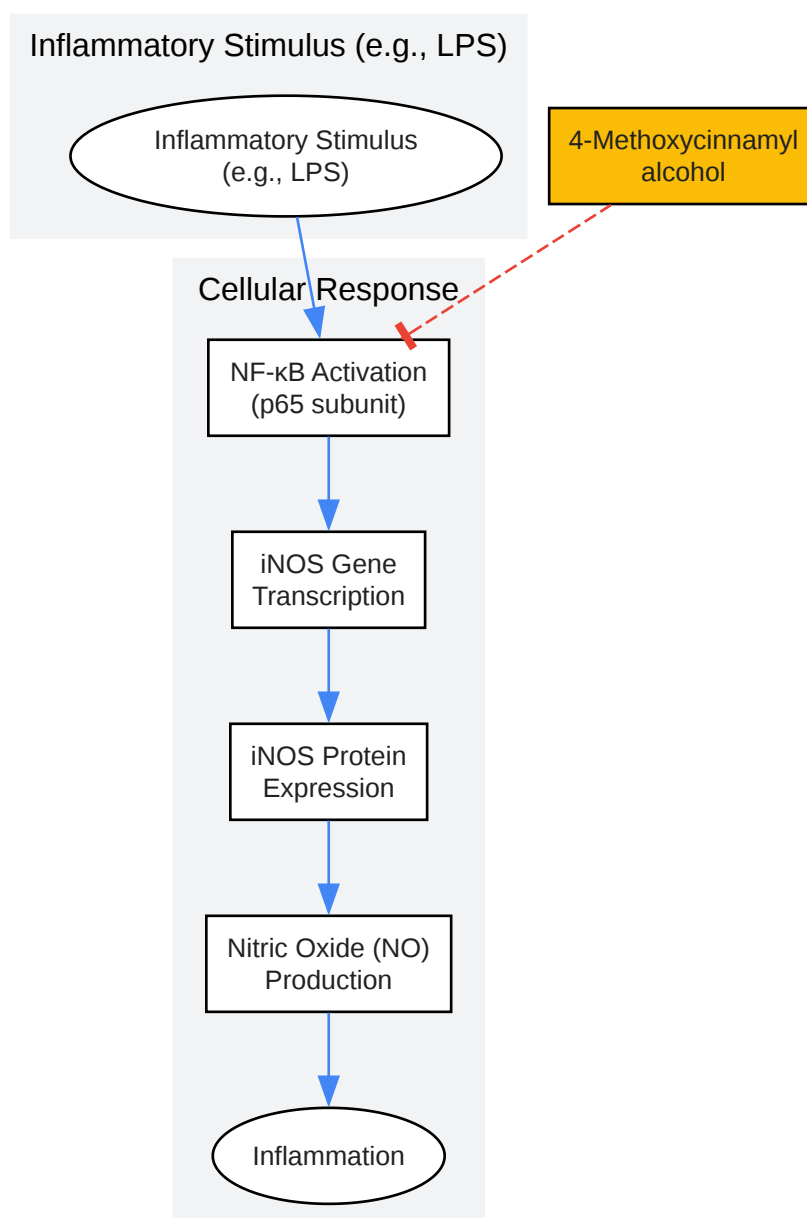 Inflammatory Stimulus (e.g., LPS)
Inflammatory Stimulus
(e.g., LPS)
4-Methoxycinnamyl
alcohol
Cellular Response
NF-κB Activation
(p65 subunit)
iNOS Gene
Transcription
iNOS Protein
Expression
Nitric Oxide (NO)
Production
Inflammation